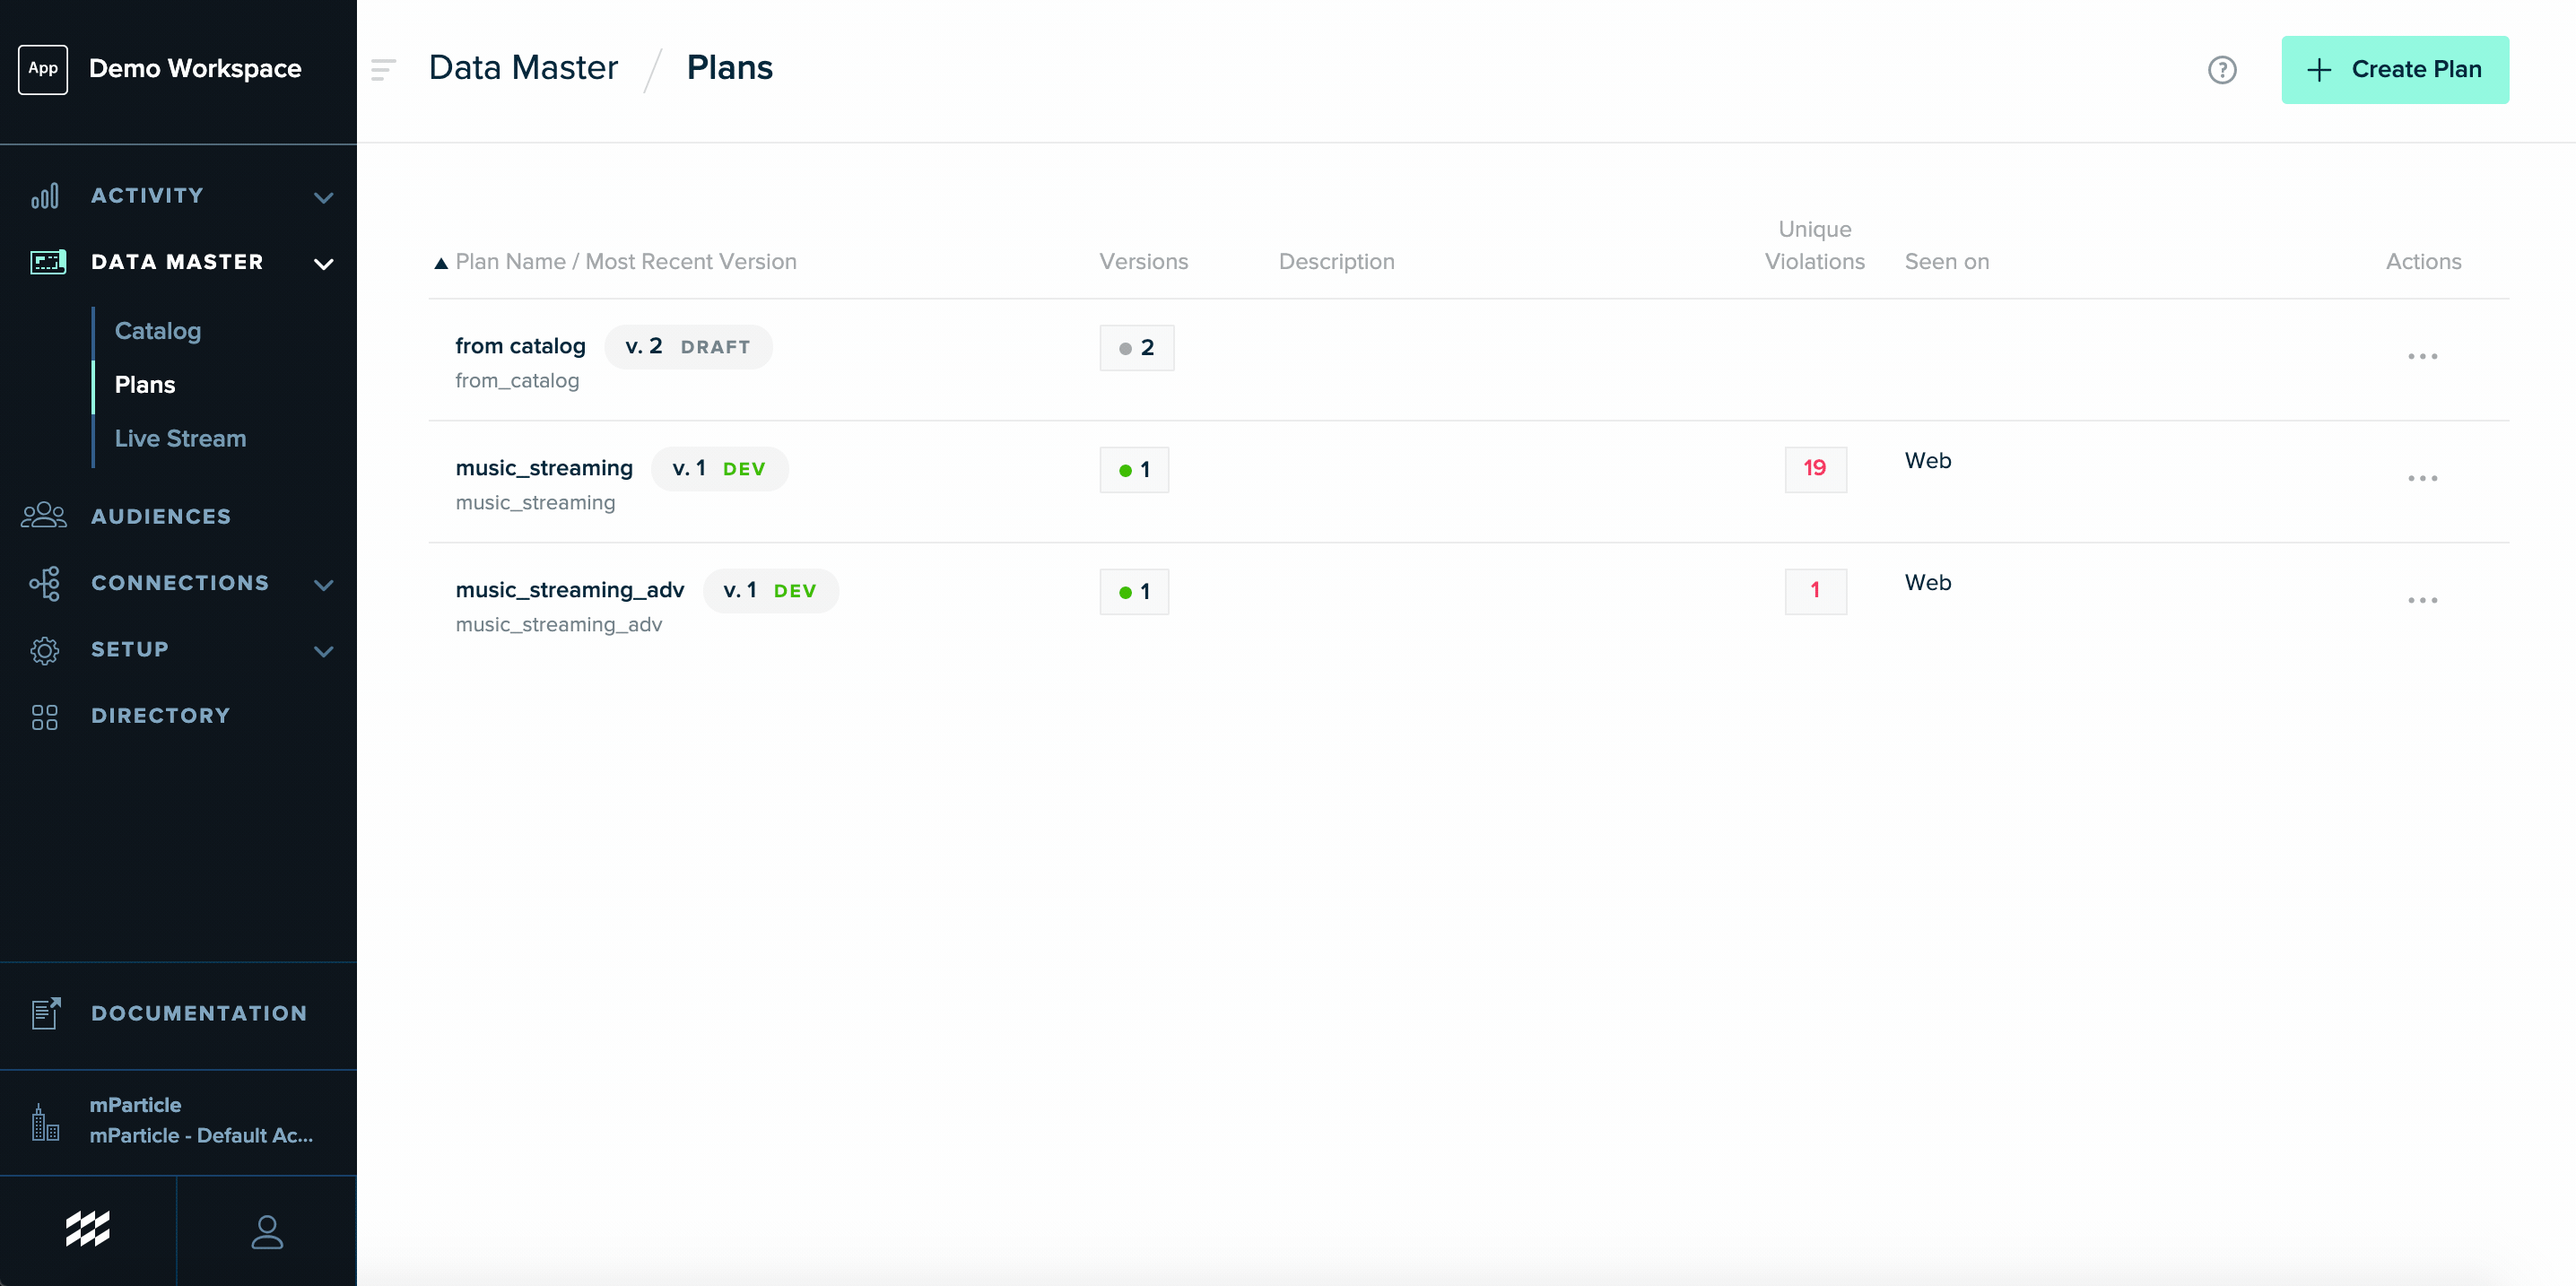 App
Demo Workspace
ACTIVITY
DATA MASTER
Catalog
Plans
Live Stream
AUDIENCES
CONNECTIONS
SETUP
DIRECTORY
DOCUMENTATION
mParticle
mParticle - Default Ac...
Data Master / Plans
?
+ Create Plan
▲ Plan Name / Most Recent Version
Versions
Description
Unique
Violations
Seen on
Actions
from catalog v. 2 DRAFT
from_catalog
2
music_streaming v. 1 DEV
music_streaming
1
19
Web
music_streaming_adv v. 1 DEV
music_streaming_adv
1
1
Web